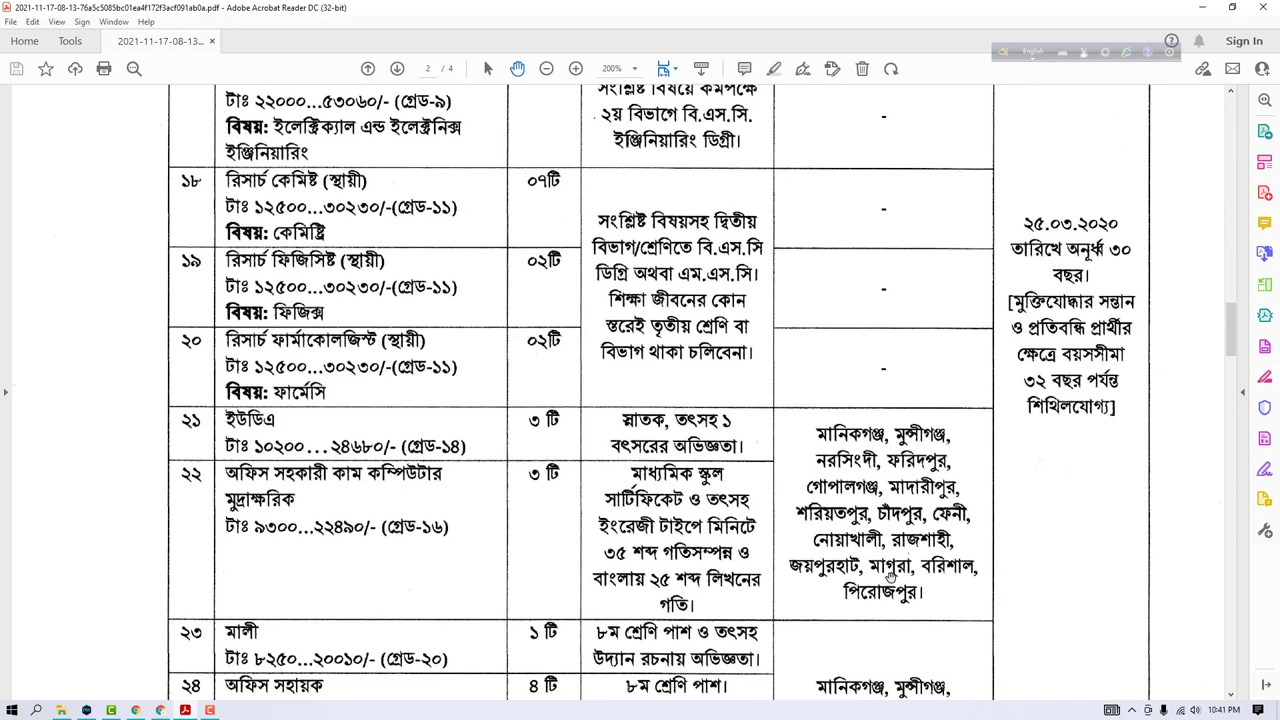 2021-11-17-08-13-76a5c5085bc01ea4f172f3acf091ab0a.pdf - Adobe Acrobat Reader DC (32-bit)
File Edit View Sign Window Help
Home Tools 2021-11-17-08-13... × Sign In
English
2 / 4 200%
টাঃ ২২০০০...৫৩০৬০/- (গ্রেড-৯)
বিষয়: ইলেক্ট্রিক্যাল এন্ড ইলেক্ট্রনিক্স
ইঞ্জিনিয়ারিং
সংশ্লিষ্ট বিষয়ে কমপক্ষে
২য় বিভাগে বি.এস.সি.
ইঞ্জিনিয়ারিং ডিগ্রী।
-
১৮
রিসার্চ কেমিষ্ট (স্থায়ী)
টাঃ ১২৫০০...৩০২৩০/-(গ্রেড-১১)
বিষয়: কেমিষ্ট্রি
০৭টি
-
সংশ্লিষ্ট বিষয়সহ দ্বিতীয়
বিভাগ/শ্রেণিতে বি.এস.সি
ডিগ্রি অথবা এম.এস.সি।
শিক্ষা জীবনের কোন
স্তরেই তৃতীয় শ্রেণি বা
বিভাগ থাকা চলিবেনা।
১৯
রিসার্চ ফিজিসিষ্ট (স্থায়ী)
টাঃ ১২৫০০...৩০২৩০/-(গ্রেড-১১)
বিষয়: ফিজিক্স
০২টি
-
২০
রিসার্চ ফার্মাকোলজিস্ট (স্থায়ী)
টাঃ ১২৫০০...৩০২৩০/-(গ্রেড-১১)
বিষয়: ফার্মেসি
০২টি
-
২৫.০৩.২০২০
তারিখে অনূর্ধ্ব ৩০
বছর।
[মুক্তিযোদ্ধার সন্তান
ও প্রতিবন্ধি প্রার্থীর
ক্ষেত্রে বয়সসীমা
৩২ বছর পর্যন্ত
শিথিলযোগ্য]
২১
ইউডিএ
টাঃ ১০২০০...২৪৬৮০/- (গ্রেড-১৪)
৩ টি
স্নাতক, তৎসহ ১
বৎসরের অভিজ্ঞতা।
মানিকগঞ্জ, মুন্সীগঞ্জ,
নরসিংদী, ফরিদপুর,
গোপালগঞ্জ, মাদারীপুর,
শরিয়তপুর, চাঁদপুর, ফেনী,
নোয়াখালী, রাজশাহী,
জয়পুরহাট, মাগুরা, বরিশাল,
পিরোজপুর।
২২
অফিস সহকারী কাম কম্পিউটার
মুদ্রাক্ষরিক
টাঃ ৯৩০০...২২৪৯০/- (গ্রেড-১৬)
৩ টি
মাধ্যমিক স্কুল
সার্টিফিকেট ও তৎসহ
ইংরেজী টাইপে মিনিটে
৩৫ শব্দ গতিসম্পন্ন ও
বাংলায় ২৫ শব্দ লিখনের
গতি।
২৩
মালী
টাঃ ৮২৫০...২০০১০/- (গ্রেড-২০)
১ টি
৮ম শ্রেণি পাশ ও তৎসহ
উদ্যান রচনায় অভিজ্ঞতা।
২৪
অফিস সহায়ক
৪ টি
৮ম শ্রেণি পাশ।
মানিকগঞ্জ, মুন্সীগঞ্জ,
10:41 PM